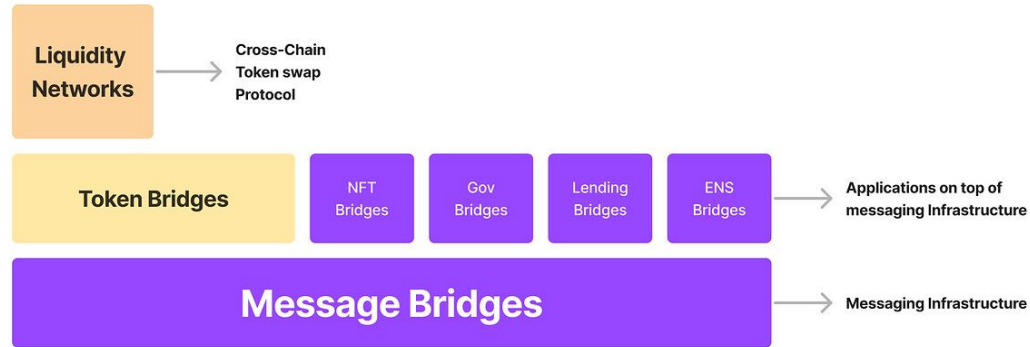 Liquidity
Networks
Cross-Chain
Token swap
Protocol
Token Bridges
NFT
Bridges
Gov
Bridges
Lending
Bridges
ENS
Bridges
Applications on top of
messaging Infrastructure
Message Bridges
Messaging Infrastructure